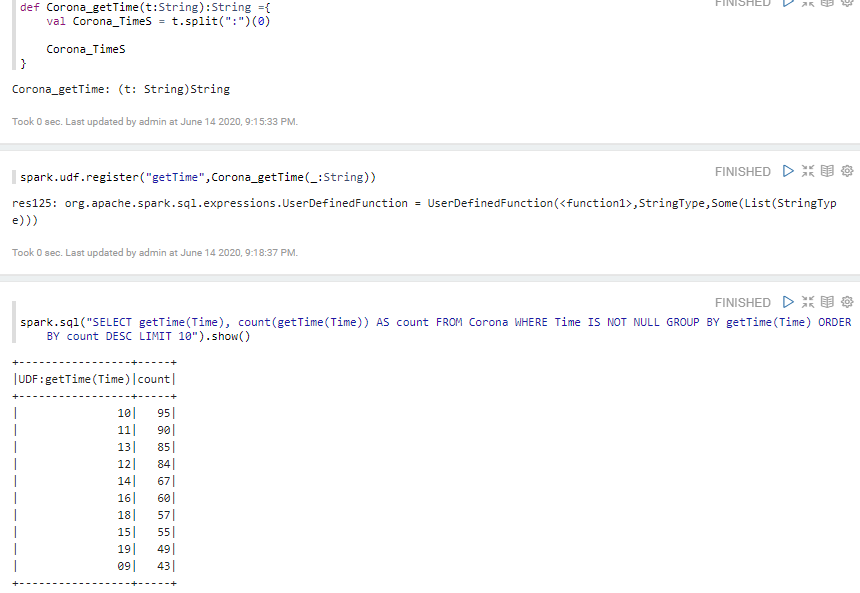 def Corona_getTime(t:String):String ={
FINISHED
val Corona_TimeS = t.split(":")(0)
Corona_TimeS
}
Corona_getTime: (t: String)String
Took 0 sec. Last updated by admin at June 14 2020, 9:15:33 PM.
FINISHED
spark.udf.register("getTime",Corona_getTime(_:String))
res125: org.apache.spark.sql.expressions.UserDefinedFunction = UserDefinedFunction(<function1>,StringType,Some(List(StringTyp
e)))
Took 0 sec. Last updated by admin at June 14 2020, 9:18:37 PM.
FINISHED
spark.sql("SELECT getTime(Time), count(getTime(Time)) AS count FROM Corona WHERE Time IS NOT NULL GROUP BY getTime(Time) ORDER
BY count DESC LIMIT 10").show()
+-----------------+-----+
|UDF:getTime(Time)|count|
+-----------------+-----+
|               10|   95|
|               11|   90|
|               13|   85|
|               12|   84|
|               14|   67|
|               16|   60|
|               18|   57|
|               15|   55|
|               19|   49|
|               09|   43|
+-----------------+-----+